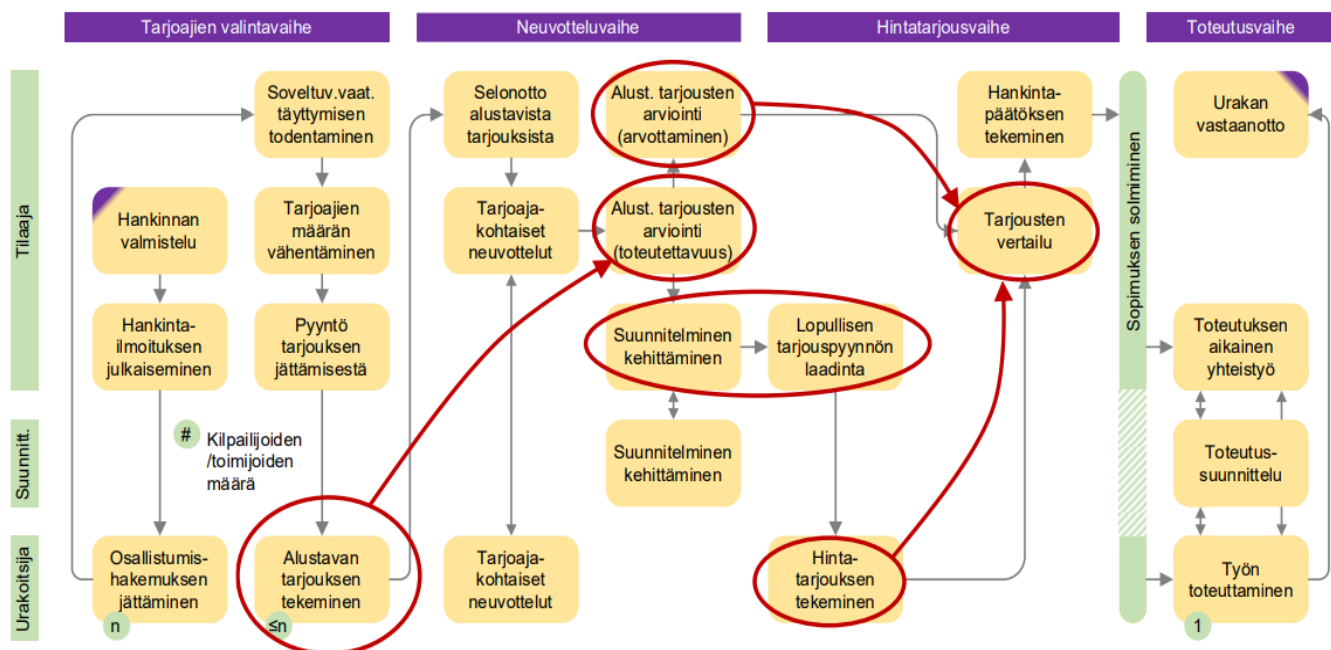 Tarjoajien valintavaihe
Neuvotteluvaihe
Hintatarjousvaihe
Toteutusvaihe
Tilaaja
Suunnitt.
Urakoitsija
Soveltuv.vaat.
täyttymisen
todentaminen
Selonotto
alustavista
tarjouksista
Alust. tarjousten
arviointi
(arvottaminen)
Hankinta-
päätöksen
tekeminen
Urakan
vastaanotto
Hankinnan
valmistelu
Tarjoajien
määrän
vähentäminen
Tarjoaja-
kohtaiset
neuvottelut
Alust. tarjousten
arviointi
(toteutettavuus)
Tarjousten
vertailu
Sopimuksen solmiminen
Hankinta-
ilmoituksen
julkaiseminen
Pyyntö
tarjouksen
jättämisestä
Suunnitelminen
kehittäminen
Lopullisen
tarjouspyynnön
laadinta
Toteutuksen
aikainen
yhteistyö
#
Kilpailijoiden
/toimijoiden
määrä
Suunnitelminen
kehittäminen
Toteutus-
suunnittelu
Osallistumis-
hakemuksen
jättäminen
n
Alustavan
tarjouksen
tekeminen
≤n
Tarjoaja-
kohtaiset
neuvottelut
Hinta-
tarjouksen
tekeminen
Työn
toteuttaminen
1